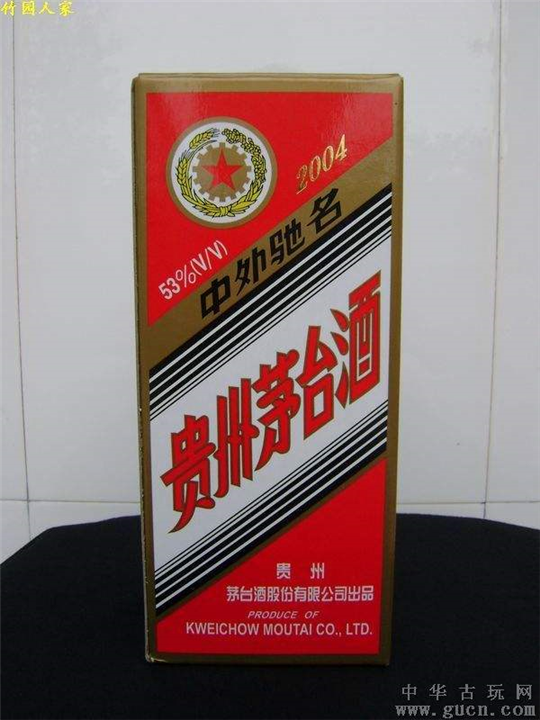 竹园人家
2004
53%(V/V)
中外驰名
贵州茅台酒
贵 州
茅台酒股份有限公司出品
PRODUCE OF
KWEICHOW MOUTAI CO., LTD.
中华古玩网
www.gucn.com